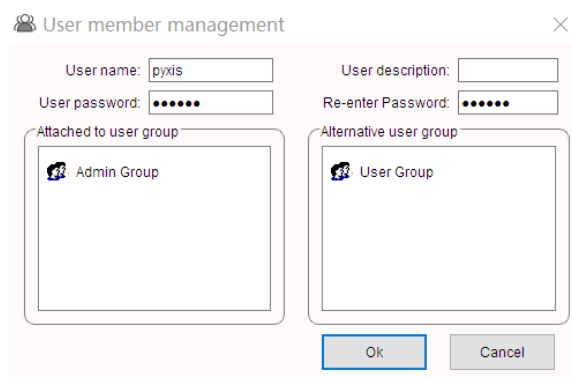 User member management
User name: pyxis User description:
User password: ●●●●●● Re-enter Password: ●●●●●●
Attached to user group Alternative user group
Admin Group User Group
Ok Cancel